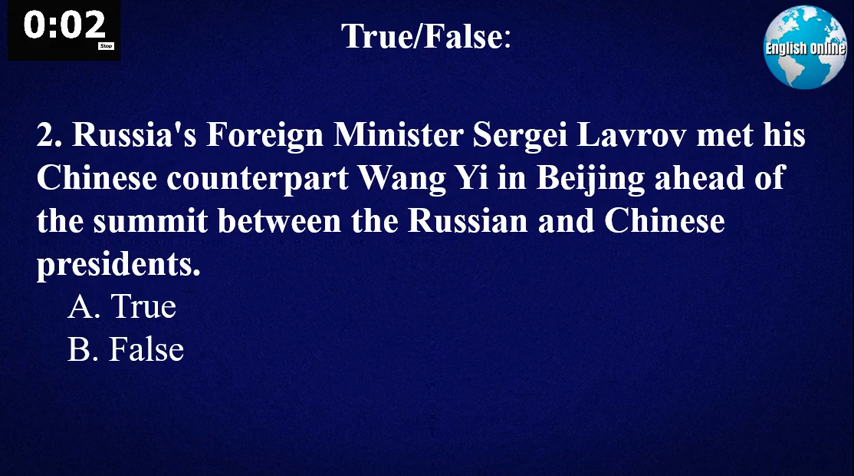 0:02
Stop
True/False:
English Online
2. Russia's Foreign Minister Sergei Lavrov met his
Chinese counterpart Wang Yi in Beijing ahead of
the summit between the Russian and Chinese
presidents.
A. True
B. False